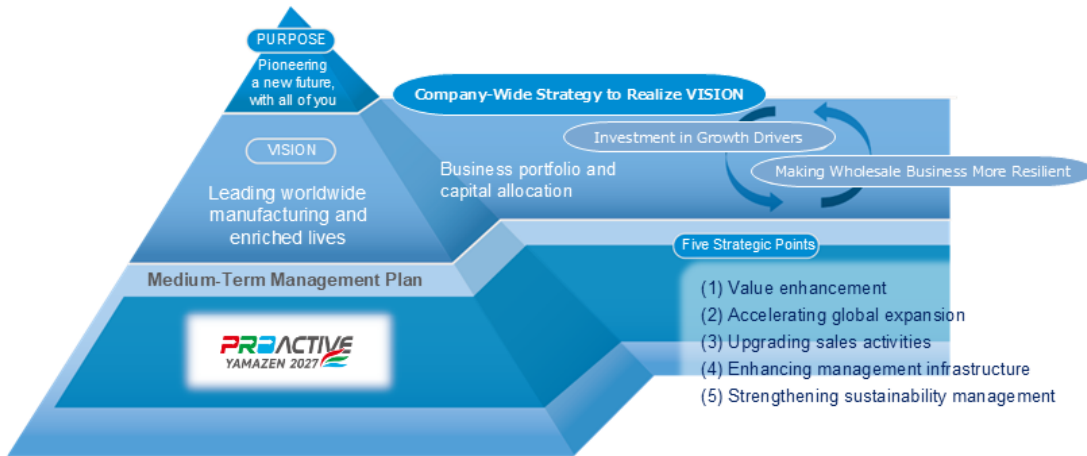 PURPOSE
Pioneering
a new future,
with all of you
Company-Wide Strategy to Realize VISION
Investment in Growth Drivers
Making Wholesale Business More Resilient
VISION
Business portfolio and
capital allocation
Leading worldwide
manufacturing and
enriched lives
Five Strategic Points
Medium-Term Management Plan
(1) Value enhancement
(2) Accelerating global expansion
(3) Upgrading sales activities
(4) Enhancing management infrastructure
(5) Strengthening sustainability management
PROACTIVE
YAMAZEN 2027